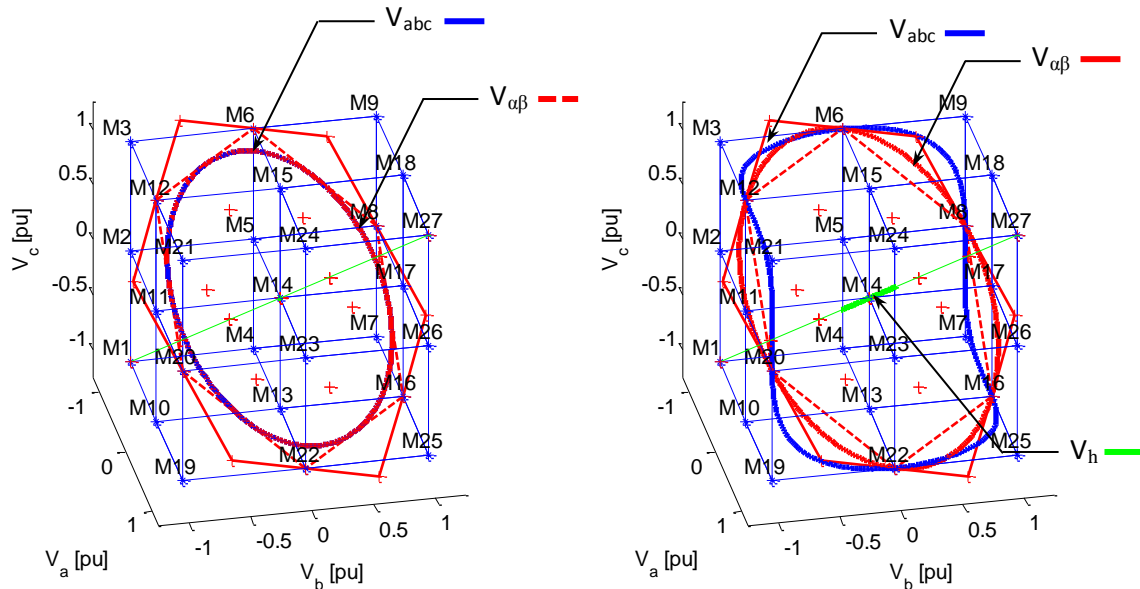 V_abc
V_αβ
V_abc
V_αβ
V_h
1
0.5
0
-0.5
-1
V_c [pu]
-1
0
1
V_a [pu]
-1
-0.5
0
0.5
1
V_b [pu]
M3
M6
M9
M12
M15
M18
M2
M21
M5
M24
M8
M27
M11
M14
M17
M1
M20
M4
M23
M7
M26
M10
M13
M16
M19
M22
M25
1
0.5
0
-0.5
-1
V_c [pu]
-1
0
1
V_a [pu]
-1
-0.5
0
0.5
1
V_b [pu]
M3
M6
M9
M12
M15
M18
M2
M21
M5
M24
M8
M27
M11
M14
M17
M1
M20
M4
M23
M7
M26
M10
M13
M16
M19
M22
M25